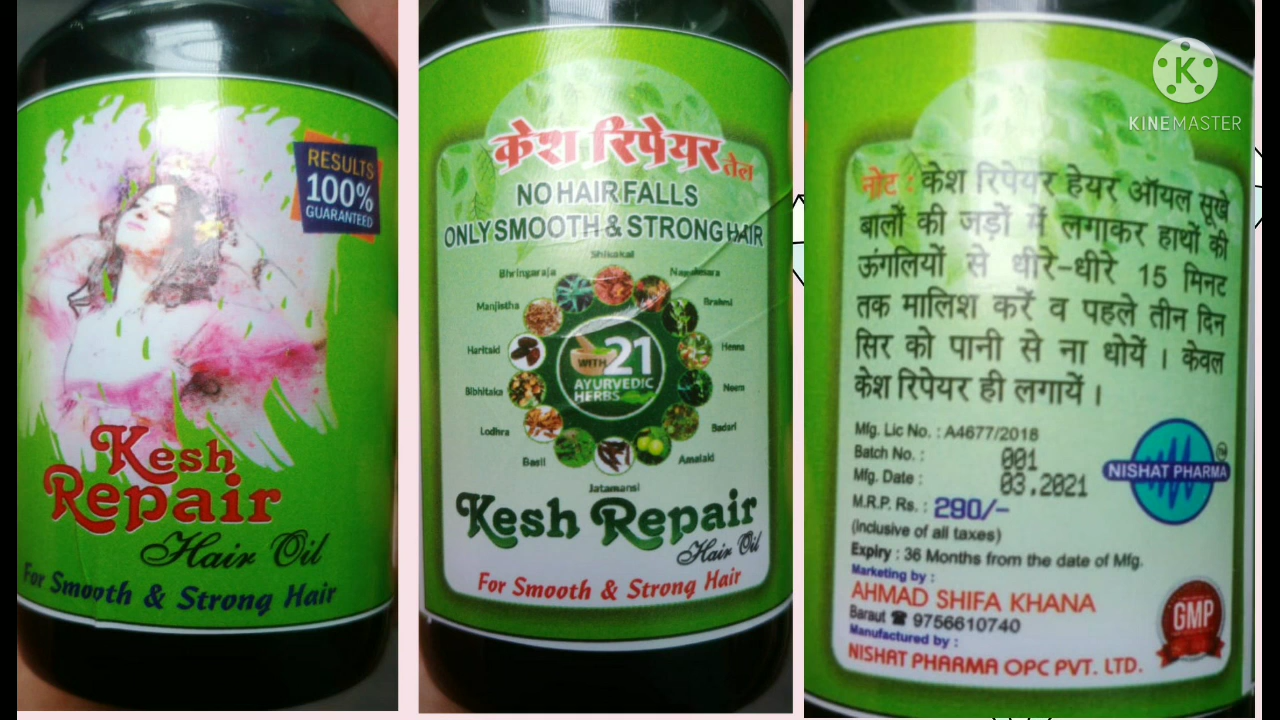 RESULTS
100%
GUARANTEED
Kesh
Repair
Hair Oil
For Smooth & Strong Hair
केश रिपेयर तैल
NO HAIR FALLS
ONLY SMOOTH & STRONG HAIR
Shikakai
Bhringaraja
Manjistha
Brahmi
Haritaki
Henna
Bibhitaka
Neem
Lodhra
Badari
Basil
Amalaki
Jatamansi
WITH 21
AYURVEDIC
HERBS
Kesh Repair
Hair Oil
For Smooth & Strong Hair
KINEMASTER
नोट : केश रिपेयर हेयर ऑयल सूखे
बालों की जड़ों में लगाकर हाथों की
ऊंगलियों से धीरे-धीरे 15 मिनट
तक मालिश करें व पहले तीन दिन
सिर को पानी से ना धोयें । केवल
केश रिपेयर ही लगायें ।
Mfg. Lic No. : A4677/2018
Batch No. : 001
Mfg. Date : 03.2021
M.R.P. Rs. : 290/-
(Inclusive of all taxes)
Expiry : 36 Months from the date of Mfg.
NISHAT PHARMA
TM
Marketing by :
AHMAD SHIFA KHANA
Baraut ☎ 9756610740
Manufactured by :
NISHAT PHARMA OPC PVT. LTD.
GMP